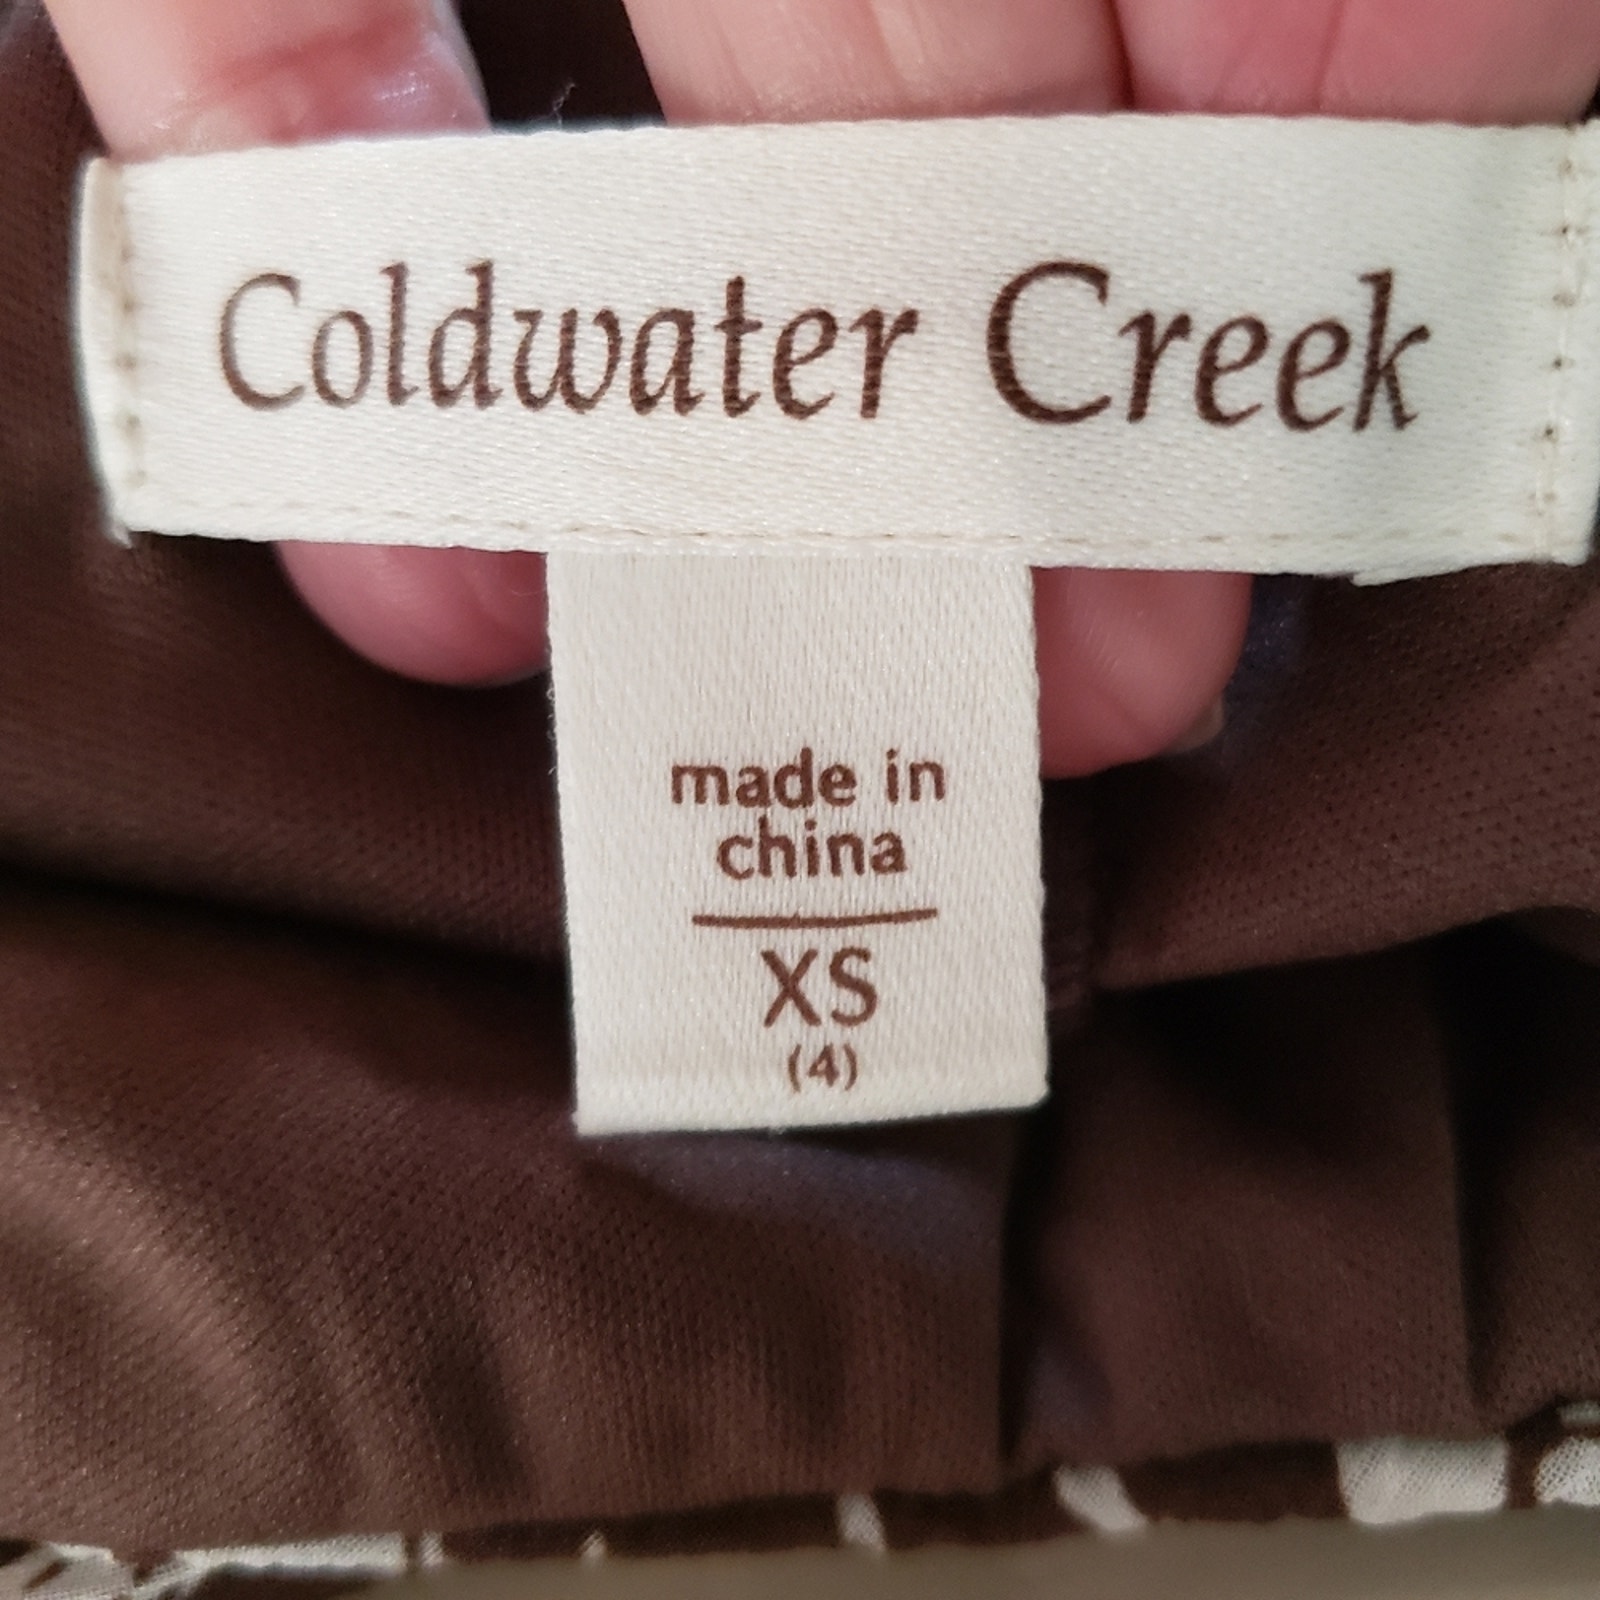 Coldwater Creek
made in
china
XS
(4)